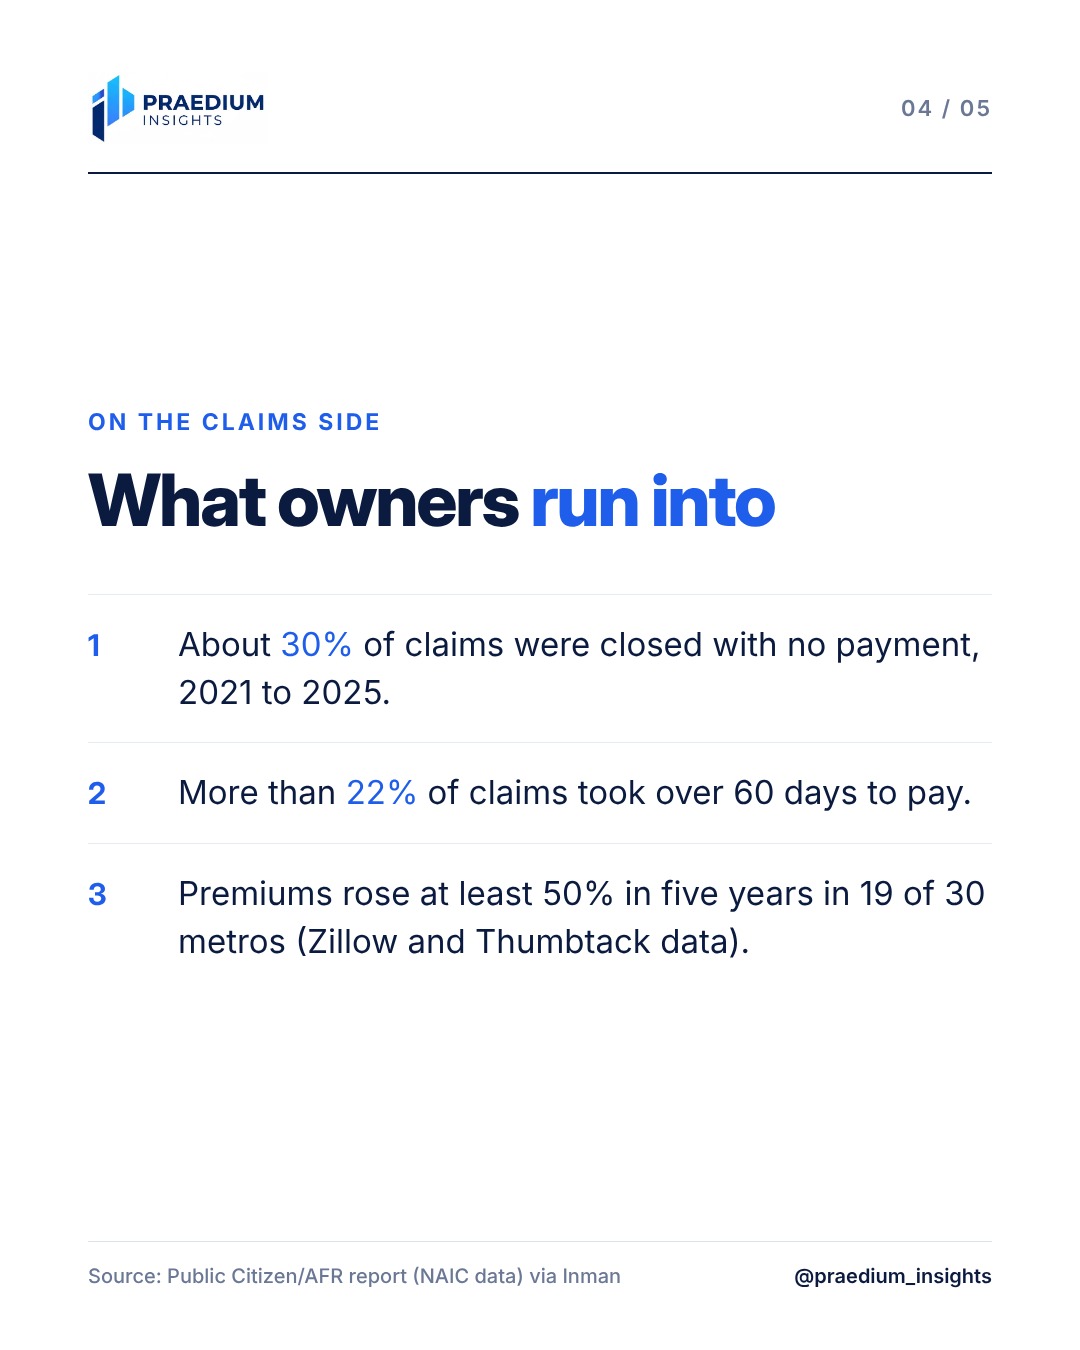 PRAEDIUM
INSIGHTS
04 / 05
ON THE CLAIMS SIDE
What owners run into
1 About 30% of claims were closed with no payment,
2021 to 2025.
2 More than 22% of claims took over 60 days to pay.
3 Premiums rose at least 50% in five years in 19 of 30
metros (Zillow and Thumbtack data).
Source: Public Citizen/AFR report (NAIC data) via Inman
@praedium_insights